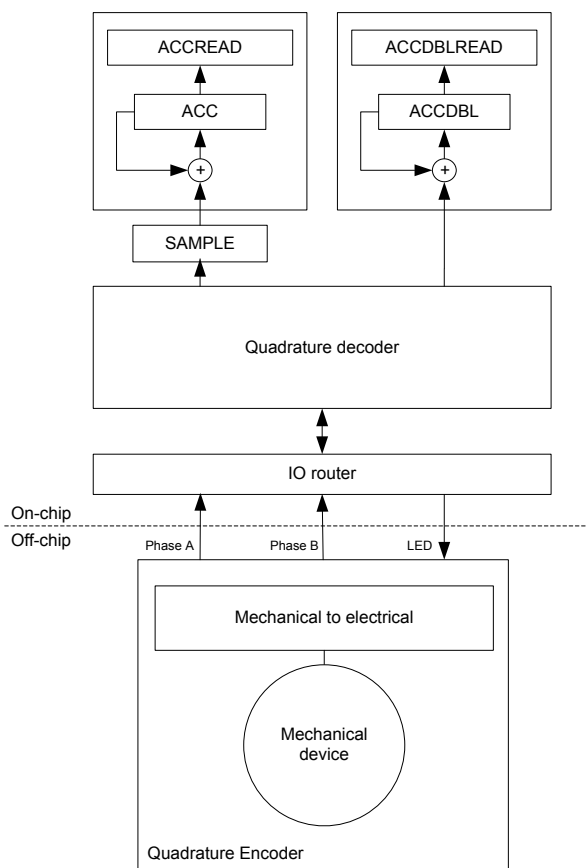 ACCREAD
ACCDBLREAD
ACC
ACCDBL
+
+
SAMPLE
Quadrature decoder
IO router
On-chip
Off-chip
Phase A
Phase B
LED
Mechanical to electrical
Mechanical
device
Quadrature Encoder